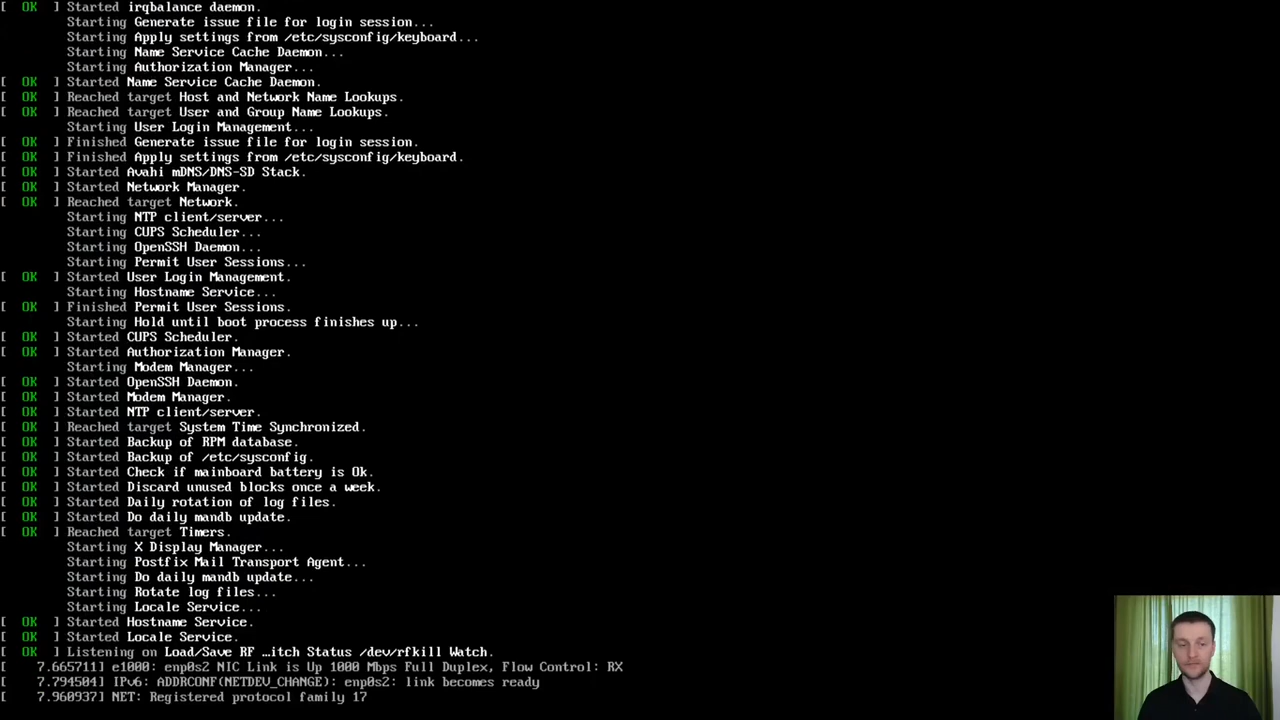 [  OK  ] Started irqbalance daemon.
Starting Generate issue file for login session...
Starting Apply settings from /etc/sysconfig/keyboard...
Starting Name Service Cache Daemon...
Starting Authorization Manager...
[  OK  ] Started Name Service Cache Daemon.
[  OK  ] Reached target Host and Network Name Lookups.
[  OK  ] Reached target User and Group Name Lookups.
Starting User Login Management...
[  OK  ] Finished Generate issue file for login session.
[  OK  ] Finished Apply settings from /etc/sysconfig/keyboard.
[  OK  ] Started Avahi mDNS/DNS-SD Stack.
[  OK  ] Started Network Manager.
[  OK  ] Reached target Network.
Starting NTP client/server...
Starting CUPS Scheduler...
Starting OpenSSH Daemon...
Starting Permit User Sessions...
[  OK  ] Started User Login Management.
Starting Hostname Service...
[  OK  ] Finished Permit User Sessions.
Starting Hold until boot process finishes up...
[  OK  ] Started CUPS Scheduler.
[  OK  ] Started Authorization Manager.
Starting Modem Manager...
[  OK  ] Started OpenSSH Daemon.
[  OK  ] Started Modem Manager.
[  OK  ] Started NTP client/server.
[  OK  ] Reached target System Time Synchronized.
[  OK  ] Started Backup of RPM database.
[  OK  ] Started Backup of /etc/sysconfig.
[  OK  ] Started Check if mainboard battery is Ok.
[  OK  ] Started Discard unused blocks once a week.
[  OK  ] Started Daily rotation of log files.
[  OK  ] Started Do daily mandb update.
[  OK  ] Reached target Timers.
Starting X Display Manager...
Starting Postfix Mail Transport Agent...
Starting Do daily mandb update...
Starting Rotate log files...
Starting Locale Service...
[  OK  ] Started Hostname Service.
[  OK  ] Started Locale Service.
[  OK  ] Listening on Load/Save RF …itch Status /dev/rfkill Watch.
[    7.665711] e1000: enp0s2 NIC Link is Up 1000 Mbps Full Duplex, Flow Control: RX
[    7.794504] IPv6: ADDRCONF(NETDEV_CHANGE): enp0s2: link becomes ready
[    7.960937] NET: Registered protocol family 17